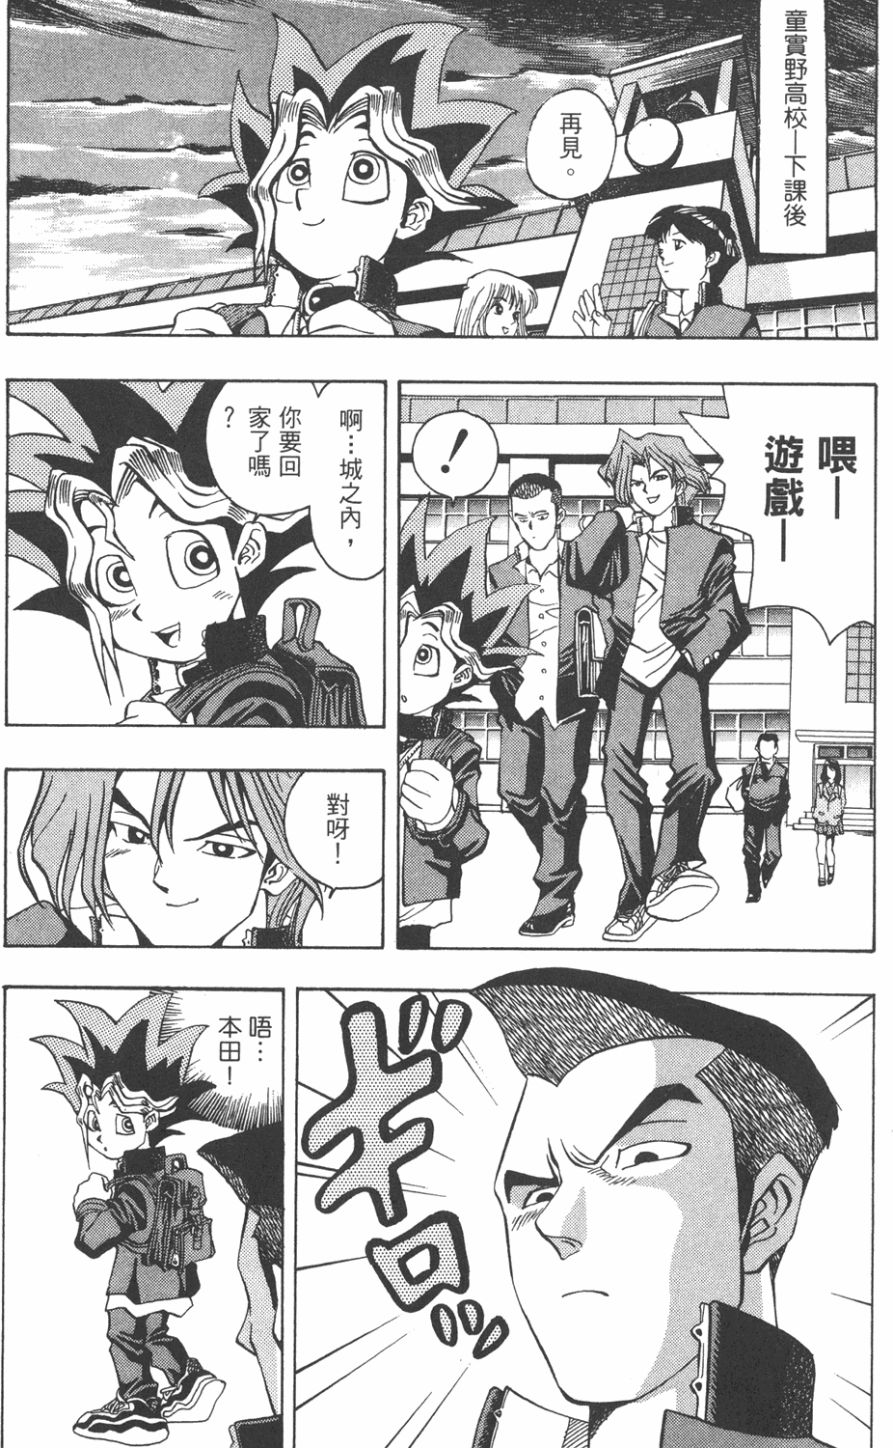 童實野高校—下課後
再見。
喂—
遊戲—
！
啊…城之內，
你要回
家了嗎
？
對呀！
ギロッ
唔…
本田！